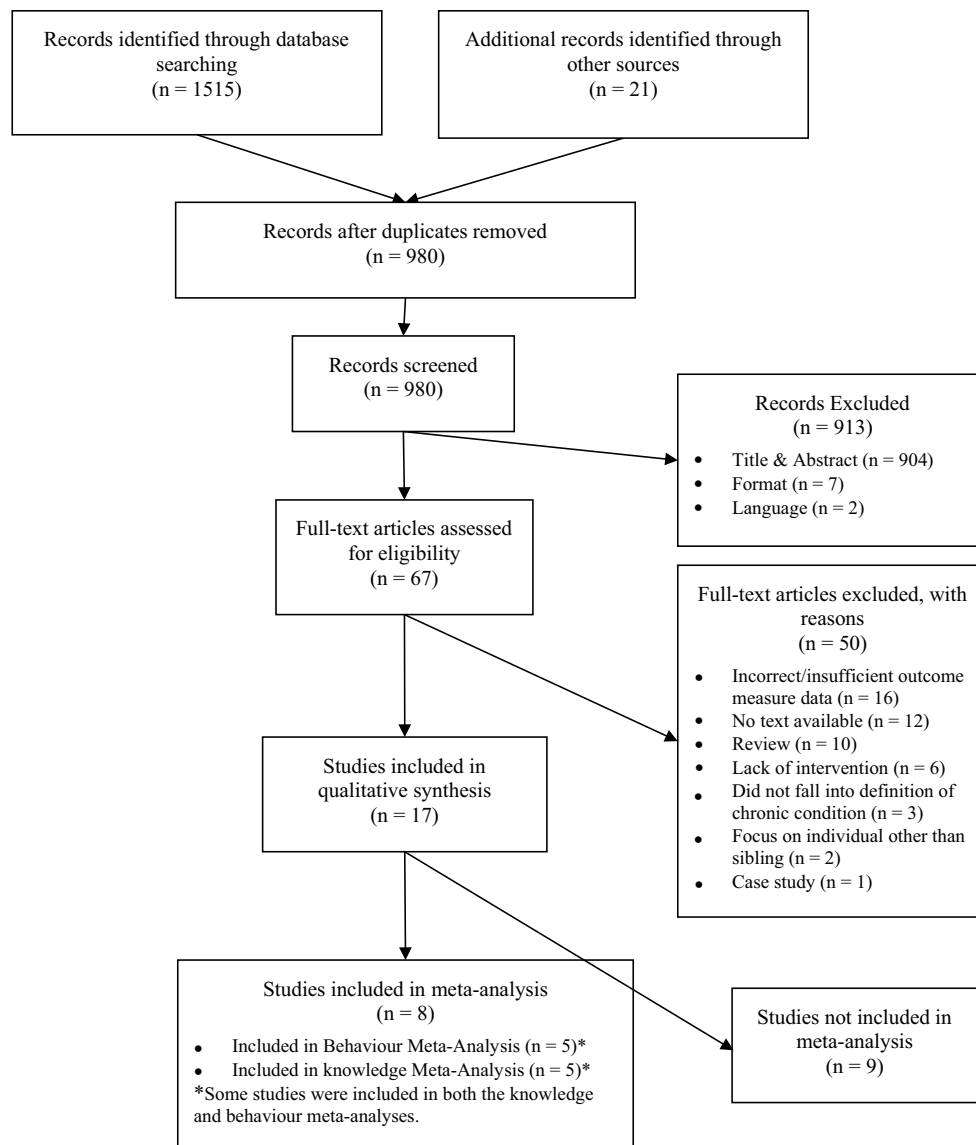 Records identified through database
searching
(n = 1515)
Additional records identified through
other sources
(n = 21)
Records after duplicates removed
(n = 980)
Records screened
(n = 980)
Records Excluded
(n = 913)
• Title & Abstract (n = 904)
• Format (n = 7)
• Language (n = 2)
Full-text articles assessed
for eligibility
(n = 67)
Full-text articles excluded, with
reasons
(n = 50)
• Incorrect/insufficient outcome
measure data (n = 16)
• No text available (n = 12)
• Review (n = 10)
• Lack of intervention (n = 6)
• Did not fall into definition of
chronic condition (n = 3)
• Focus on individual other than
sibling (n = 2)
• Case study (n = 1)
Studies included in
qualitative synthesis
(n = 17)
Studies included in meta-analysis
(n = 8)
• Included in Behaviour Meta-Analysis (n = 5)*
• Included in knowledge Meta-Analysis (n = 5)*
*Some studies were included in both the knowledge
and behaviour meta-analyses.
Studies not included in
meta-analysis
(n = 9)